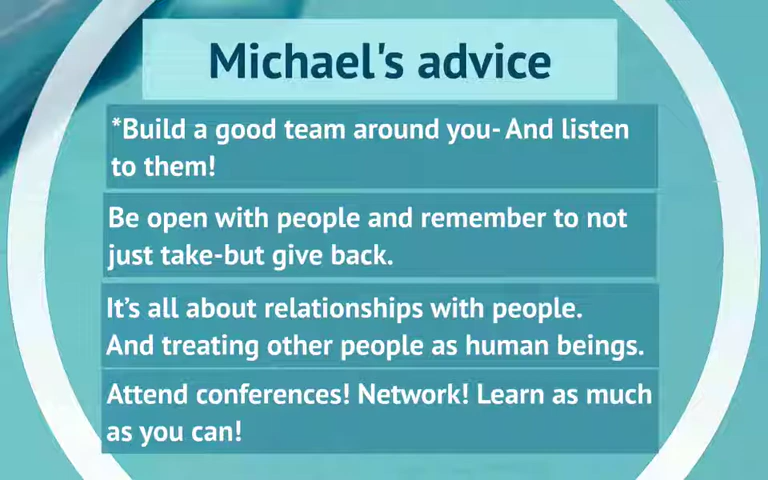 Michael's advice
*Build a good team around you- And listen
to them!
Be open with people and remember to not
just take-but give back.
It’s all about relationships with people.
And treating other people as human beings.
Attend conferences! Network! Learn as much
as you can!